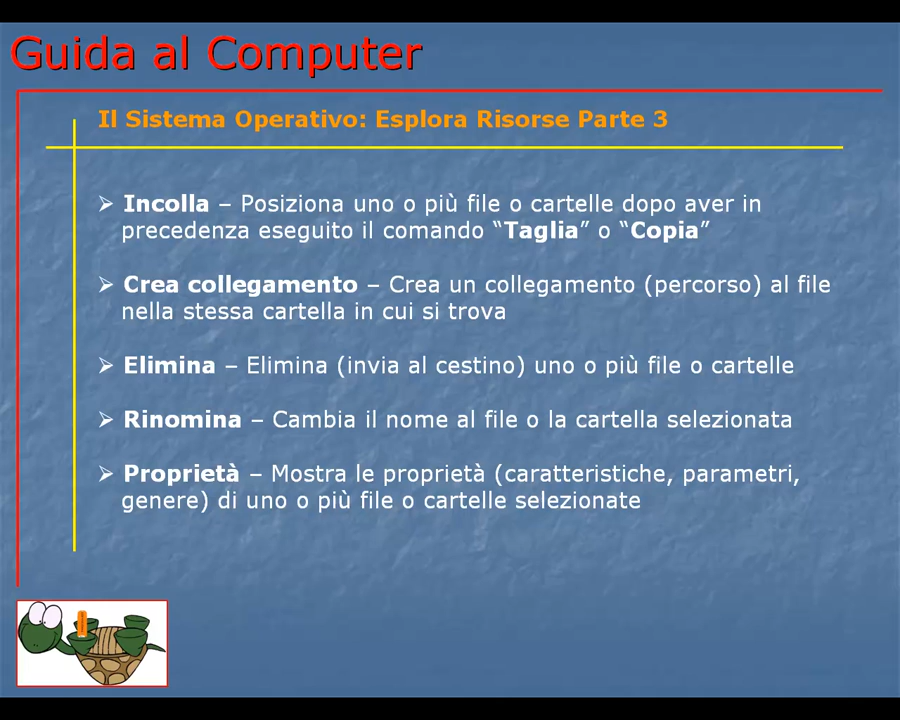 Guida al Computer
Il Sistema Operativo: Esplora Risorse Parte 3
➢ Incolla – Posiziona uno o più file o cartelle dopo aver in
precedenza eseguito il comando “Taglia” o “Copia”
➢ Crea collegamento – Crea un collegamento (percorso) al file
nella stessa cartella in cui si trova
➢ Elimina – Elimina (invia al cestino) uno o più file o cartelle
➢ Rinomina – Cambia il nome al file o la cartella selezionata
➢ Proprietà – Mostra le proprietà (caratteristiche, parametri,
genere) di uno o più file o cartelle selezionate